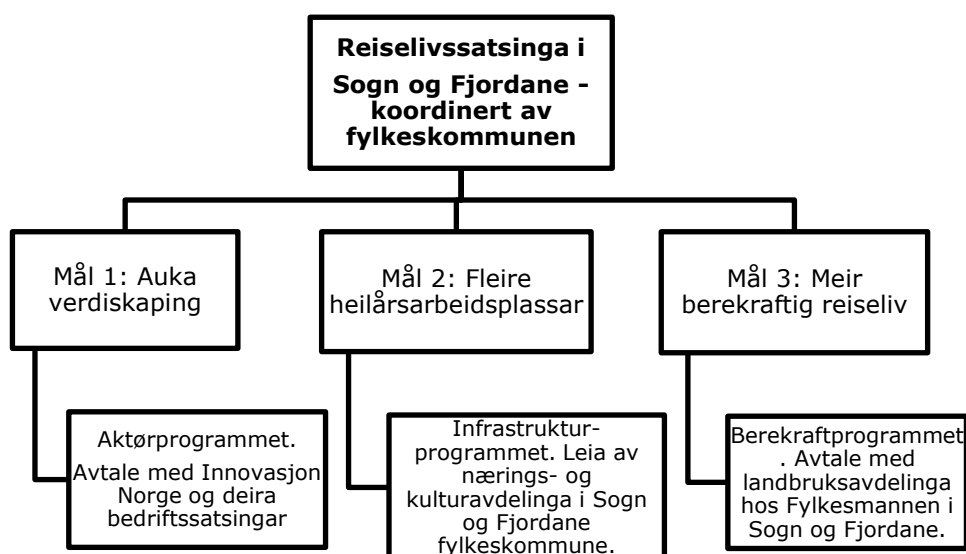 Reiselivssatsinga i
Sogn og Fjordane -
koordinert av
fylkeskommunen
Mål 1: Auka
verdiskaping
Mål 2: Fleire
heilårsarbeidsplassar
Mål 3: Meir
berekraftig reiseliv
Aktørprogrammet.
Avtale med Innovasjon
Norge og deira
bedriftssatsingar
Infrastruktur-
programmet. Leia av
nærings- og
kulturavdelinga i Sogn
og Fjordane
fylkeskommune.
Berekraftprogrammet
. Avtale med
landbruksavdelinga
hos Fylkesmannen i
Sogn og Fjordane.